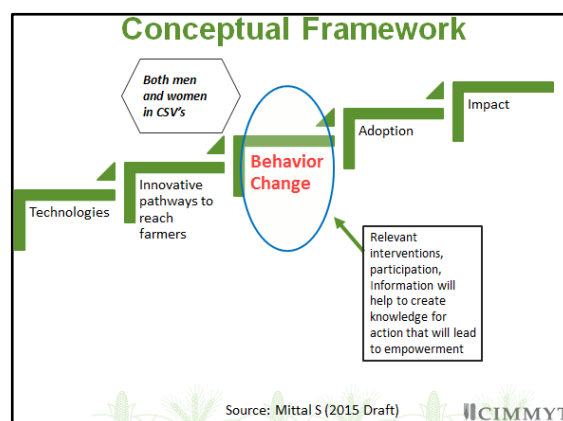 Conceptual Framework
Both men
and women
in CSV's
Impact
Adoption
Behavior
Change
Innovative
pathways to
reach
farmers
Technologies
Relevant
interventions,
participation,
Information will
help to create
knowledge for
action that will lead
to empowerment
Source: Mittal S (2015 Draft)
CIMMYT